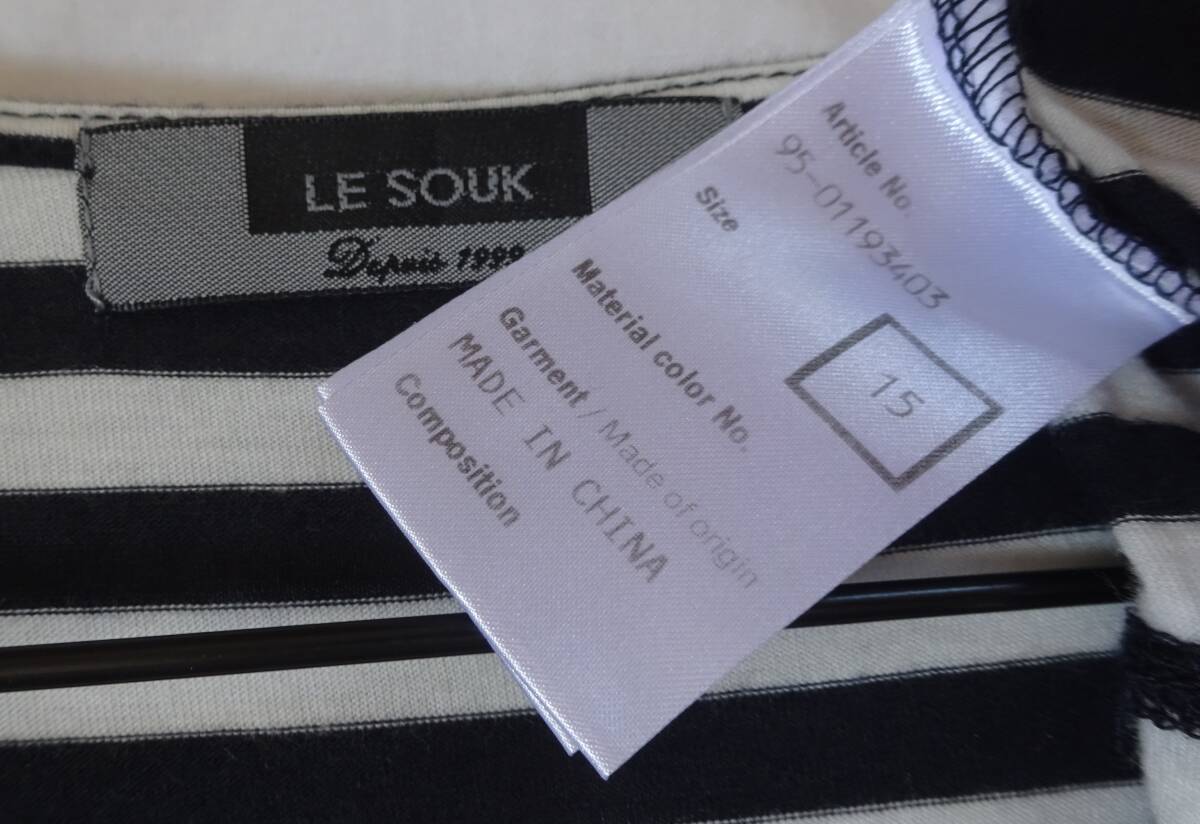 LE SOUK
Depuis 1999
Article No.
95-01193403
Size
Material color No.
15
Garment / Made of origin
MADE IN CHINA
Composition